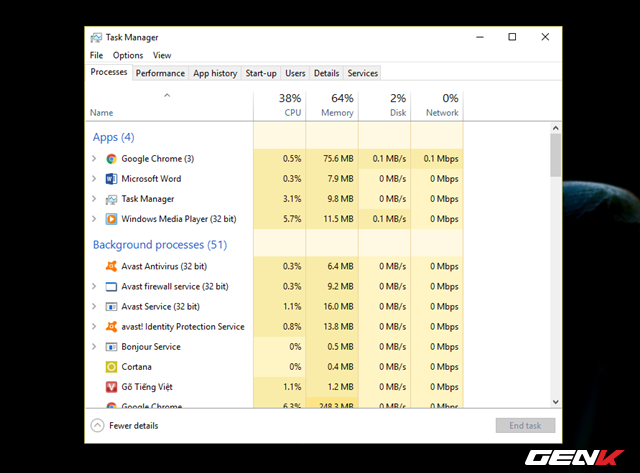 Task Manager
File Options View
Processes Performance App history Start-up Users Details Services
38% 64% 2% 0%
Name CPU Memory Disk Network
Apps (4)
Google Chrome (3) 0.5% 75.6 MB 0.1 MB/s 0.1 Mbps
Microsoft Word 0.3% 7.9 MB 0 MB/s 0 Mbps
Task Manager 3.1% 9.8 MB 0 MB/s 0 Mbps
Windows Media Player (32 bit) 5.7% 11.5 MB 0.1 MB/s 0 Mbps
Background processes (51)
Avast Antivirus (32 bit) 0.3% 6.4 MB 0 MB/s 0 Mbps
Avast firewall service (32 bit) 0.3% 9.2 MB 0 MB/s 0 Mbps
Avast Service (32 bit) 1.1% 16.0 MB 0 MB/s 0 Mbps
avast! Identity Protection Service 0.8% 13.8 MB 0 MB/s 0 Mbps
Bonjour Service 0% 0.5 MB 0 MB/s 0 Mbps
Cortana 0% 0.4 MB 0 MB/s 0 Mbps
Gõ Tiếng Việt 1.1% 1.2 MB 0 MB/s 0 Mbps
Google Chrome 6.3% 248.3 MB 0 MB/s 0 Mbps
Fewer details End task
GENK